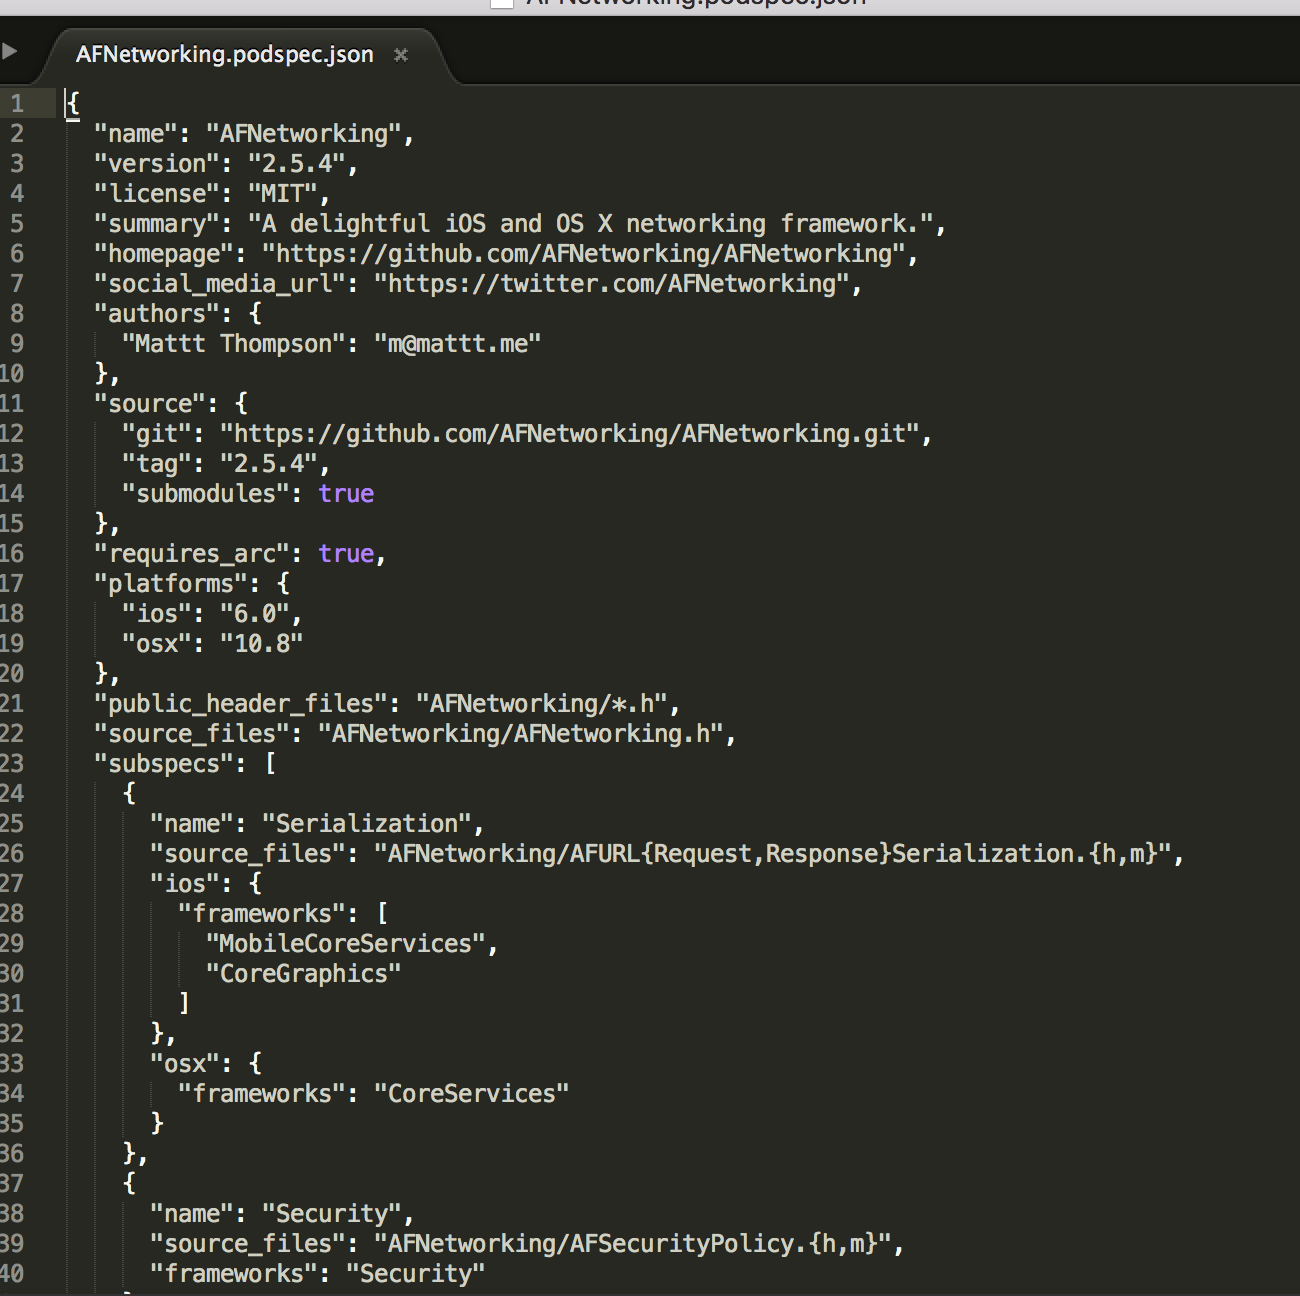 AFNetworking.podspec.json
AFNetworking.podspec.json ×
1 {
2   "name": "AFNetworking",
3   "version": "2.5.4",
4   "license": "MIT",
5   "summary": "A delightful iOS and OS X networking framework.",
6   "homepage": "https://github.com/AFNetworking/AFNetworking",
7   "social_media_url": "https://twitter.com/AFNetworking",
8   "authors": {
9     "Mattt Thompson": "m@mattt.me"
10   },
11   "source": {
12     "git": "https://github.com/AFNetworking/AFNetworking.git",
13     "tag": "2.5.4",
14     "submodules": true
15   },
16   "requires_arc": true,
17   "platforms": {
18     "ios": "6.0",
19     "osx": "10.8"
20   },
21   "public_header_files": "AFNetworking/*.h",
22   "source_files": "AFNetworking/AFNetworking.h",
23   "subspecs": [
24     {
25       "name": "Serialization",
26       "source_files": "AFNetworking/AFURL{Request,Response}Serialization.{h,m}",
27       "ios": {
28         "frameworks": [
29           "MobileCoreServices",
30           "CoreGraphics"
31         ]
32       },
33       "osx": {
34         "frameworks": "CoreServices"
35       }
36     },
37     {
38       "name": "Security",
39       "source_files": "AFNetworking/AFSecurityPolicy.{h,m}",
40       "frameworks": "Security"